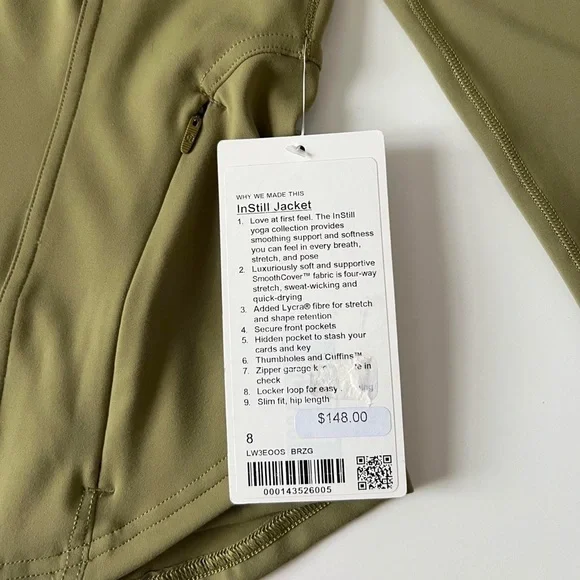 WHY WE MADE THIS
InStill Jacket
1. Love at first feel. The InStill
yoga collection provides
smoothing support and softness
you can feel in every breath,
stretch, and pose
2. Luxuriously soft and supportive
SmoothCover™ fabric is four-way
stretch, sweat-wicking and
quick-drying
3. Added Lycra® fibre for stretch
and shape retention
4. Secure front pockets
5. Hidden pocket to stash your
cards and key
6. Thumbholes and Cuffins™
7. Zipper garage in
check
8. Locker loop for easy
9. Slim fit, hip length
$148.00
8
LW3EOOS BRZG
000143526005